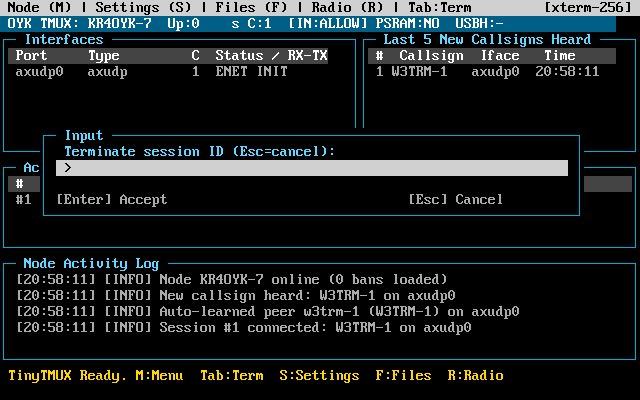 Node (M) | Settings (S) | Files (F) | Radio (R) | Tab:Term [xterm-256]
OYK TMUX: KR4OYK-7 Up:0 s C:1 [IN:ALLOW] PSRAM:NO USBH:-
Interfaces
Port Type C Status / RX-TX
axudp0 axudp 1 ENET INIT
Last 5 New Callsigns Heard
# Callsign Iface Time
1 W3TRM-1 axudp0 20:58:11
Input
Terminate session ID (Esc=cancel):
>
[Enter] Accept [Esc] Cancel
Ac
#
#1
Node Activity Log
[20:58:11] [INFO] Node KR4OYK-7 online (0 bans loaded)
[20:58:11] [INFO] New callsign heard: W3TRM-1 on axudp0
[20:58:11] [INFO] Auto-learned peer w3trm-1 (W3TRM-1) on axudp0
[20:58:11] [INFO] Session #1 connected: W3TRM-1 on axudp0
TinyTMUX Ready. M:Menu Tab:Term S:Settings F:Files R:Radio